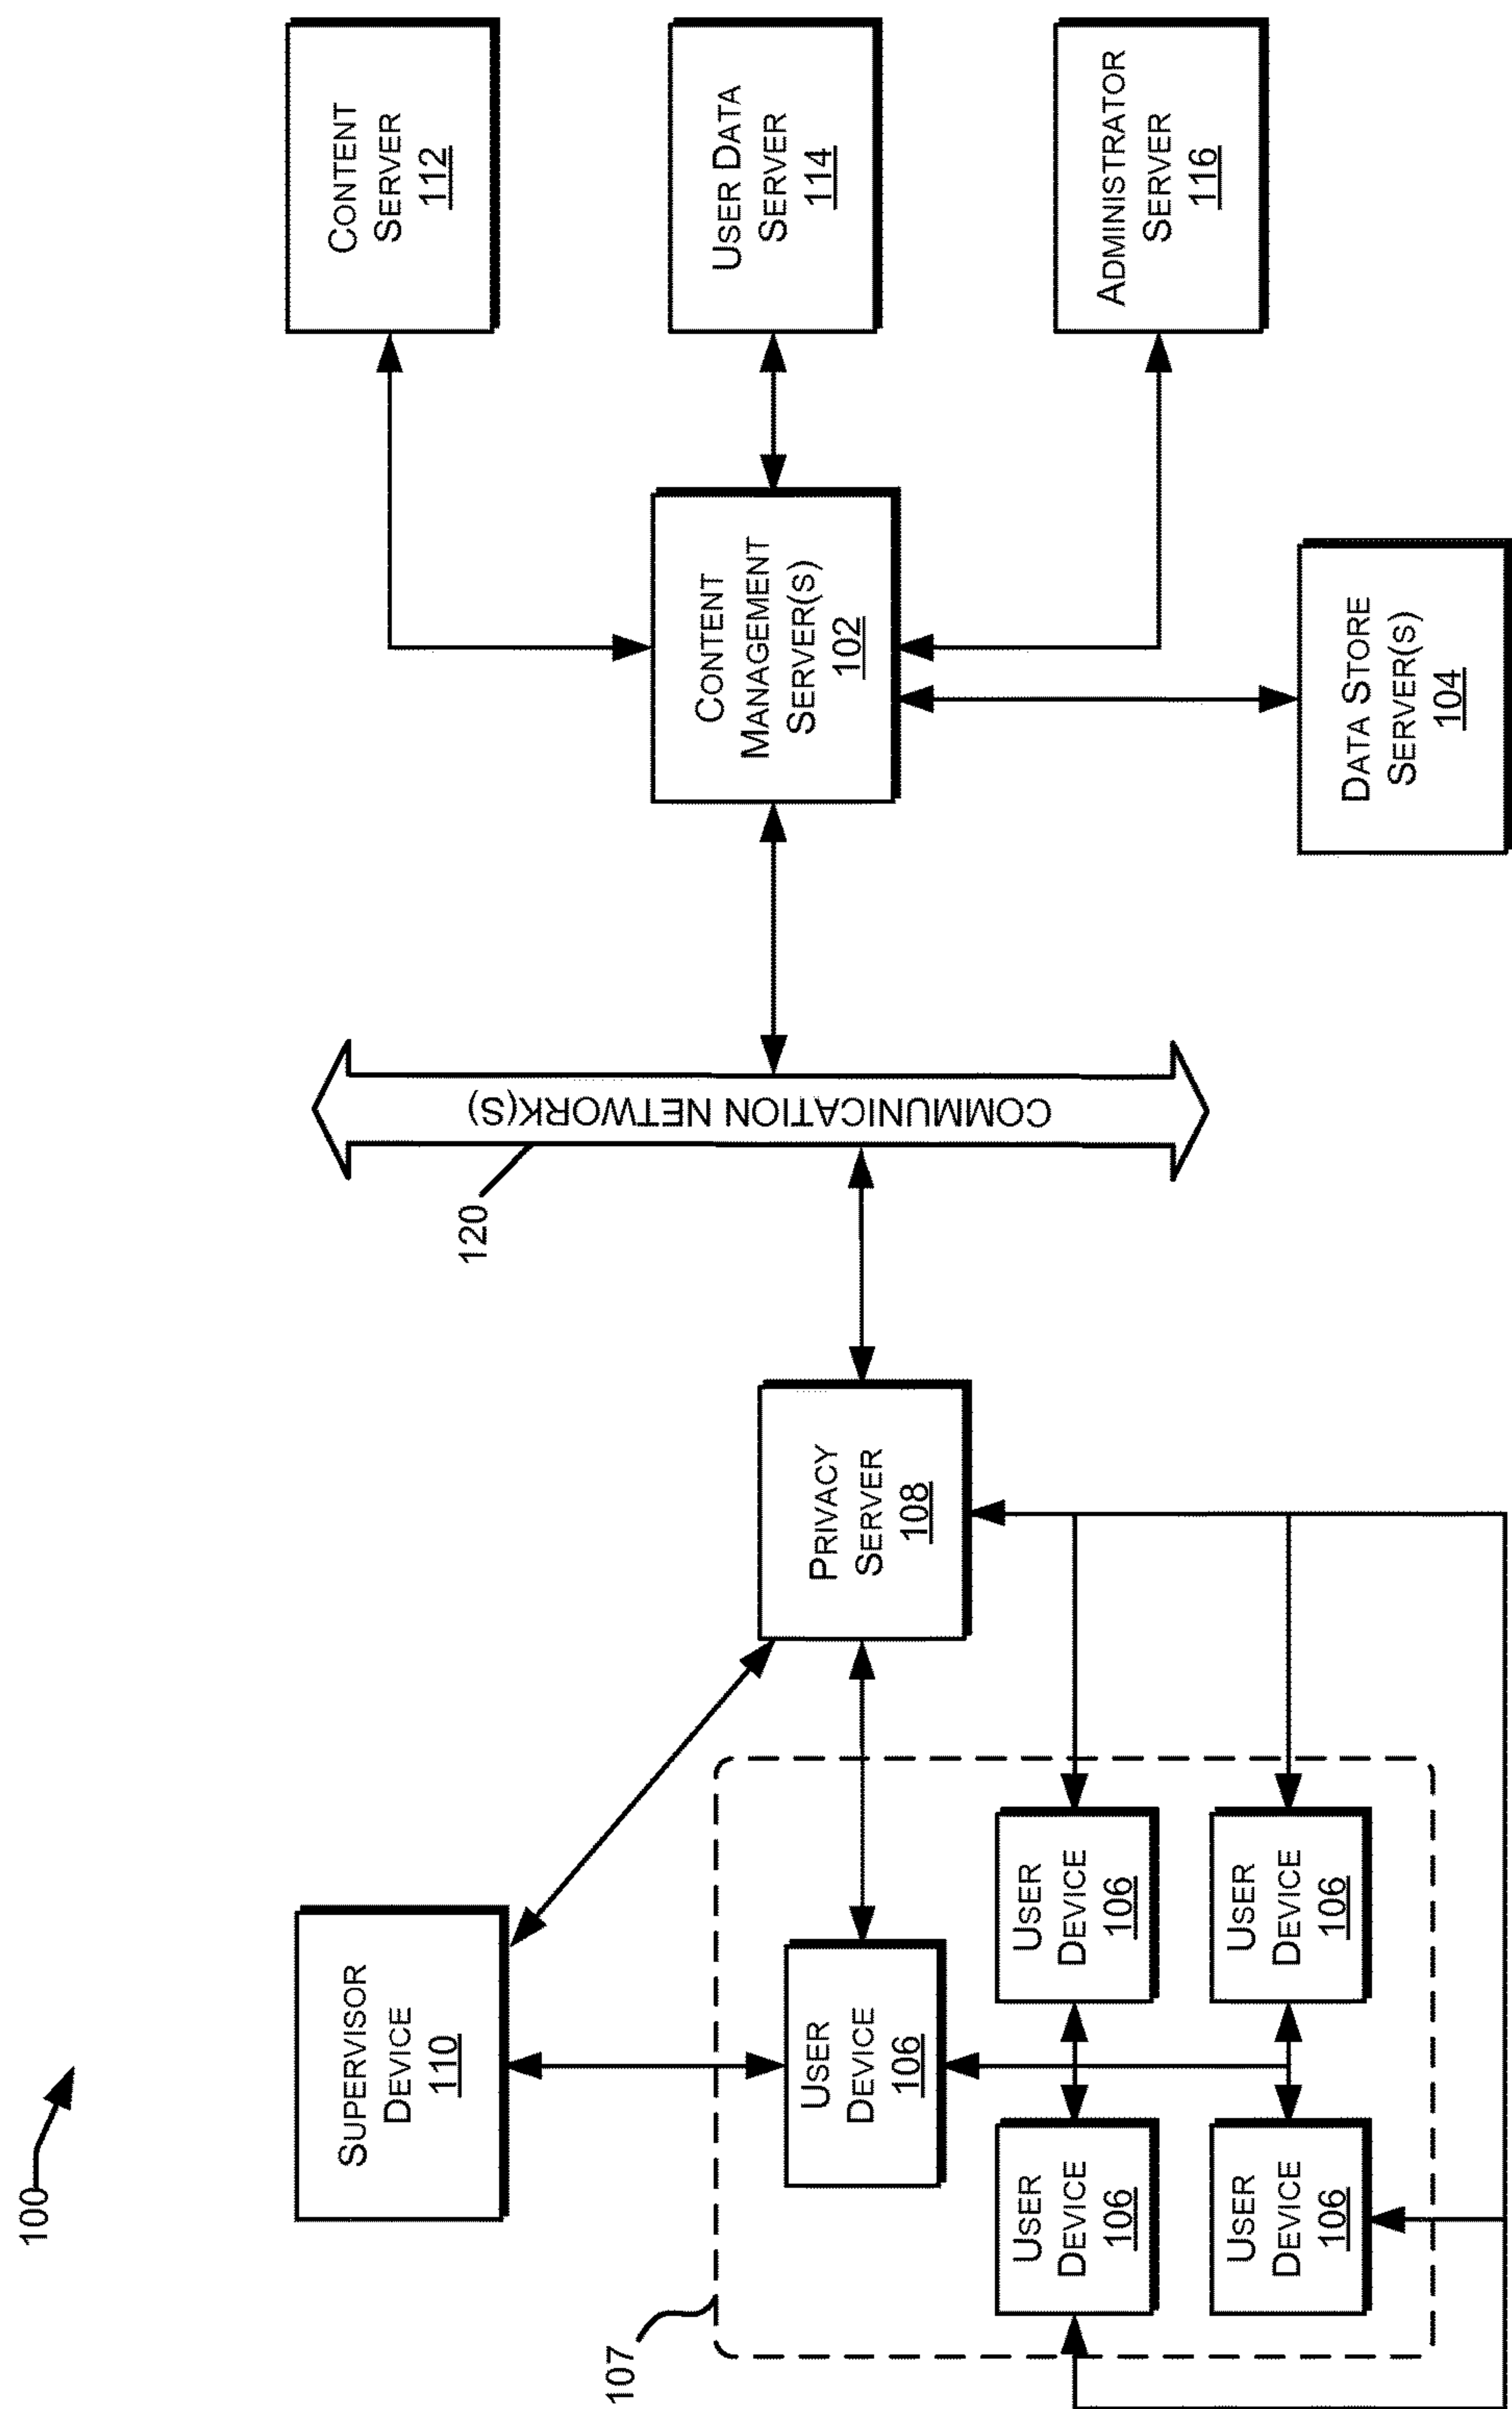 100
SUPERVISOR
DEVICE
110
107
USER
DEVICE
106
USER
DEVICE
106
USER
DEVICE
106
USER
DEVICE
106
USER
DEVICE
106
PRIVACY
SERVER
108
120
COMMUNICATION NETWORK(S)
CONTENT
MANAGEMENT
SERVER(S)
102
DATA STORE
SERVER(S)
104
CONTENT
SERVER
112
USER DATA
SERVER
114
ADMINISTRATOR
SERVER
116